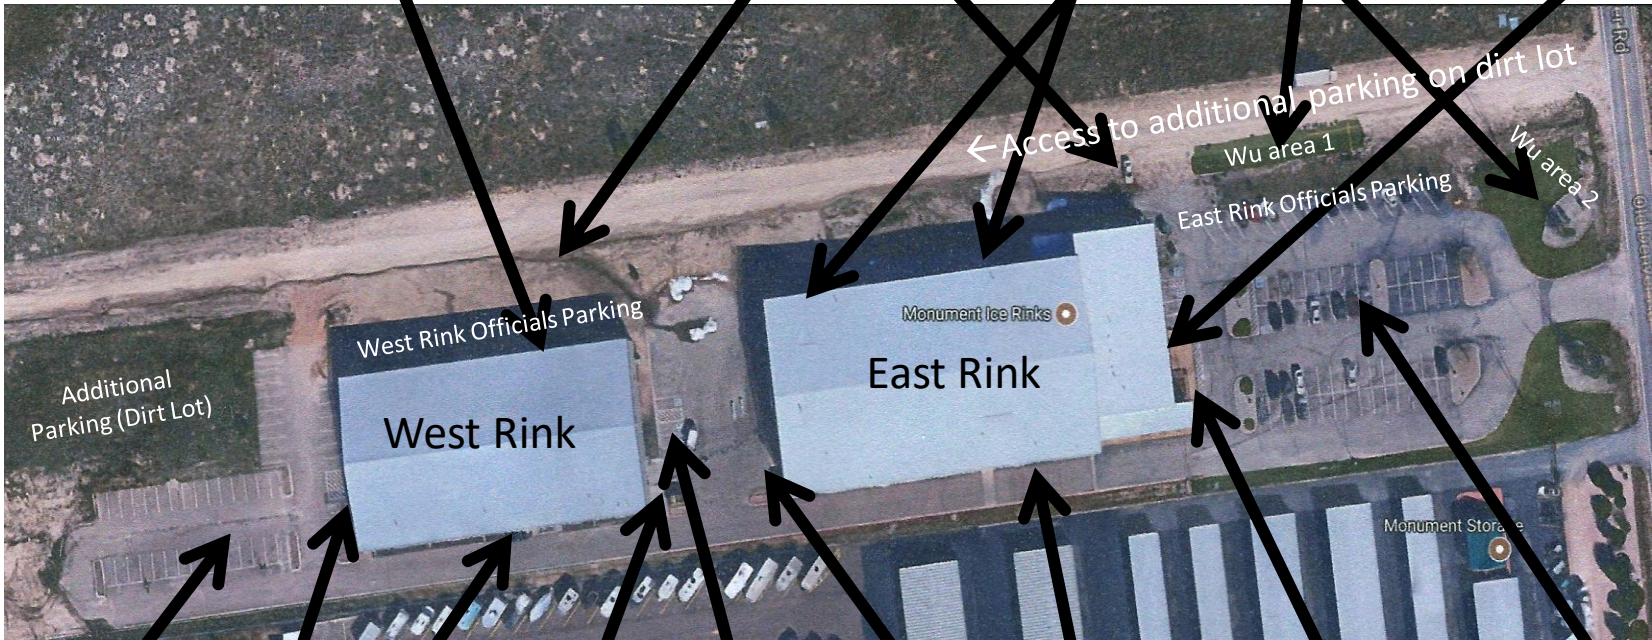 ←Access to additional parking on dirt lot
Wu area 1
Wu area 2
East Rink Officials Parking
West Rink Officials Parking
Monument Ice Rinks
East Rink
Additional
Parking (Dirt Lot)
West Rink
Monument Storage